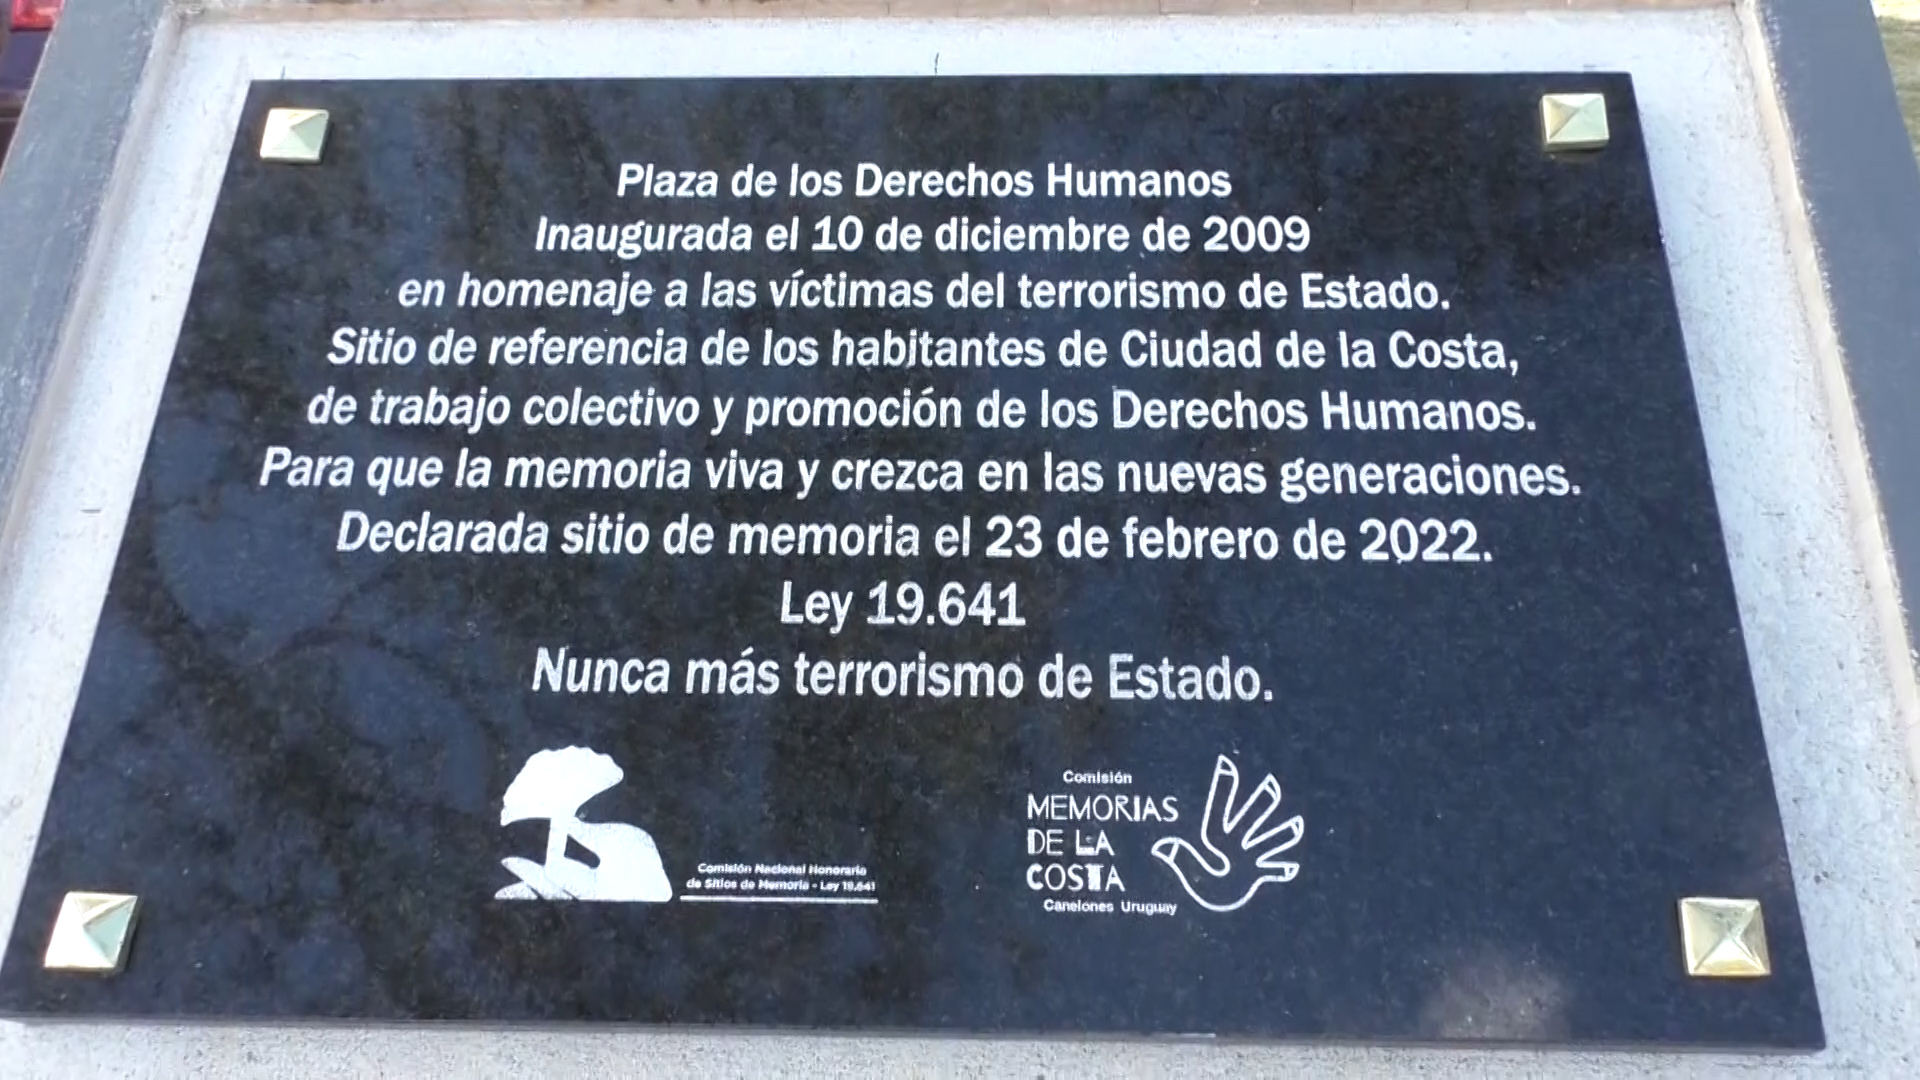 Plaza de los Derechos Humanos
Inaugurada el 10 de diciembre de 2009
en homenaje a las víctimas del terrorismo de Estado.
Sitio de referencia de los habitantes de Ciudad de la Costa,
de trabajo colectivo y promoción de los Derechos Humanos.
Para que la memoria viva y crezca en las nuevas generaciones.
Declarada sitio de memoria el 23 de febrero de 2022.
Ley 19.641
Nunca más terrorismo de Estado.
Comisión Nacional Honoraria
de Sitios de Memoria - Ley 19.641
Comisión
MEMORIAS
DE LA
COSTA
Canelones Uruguay